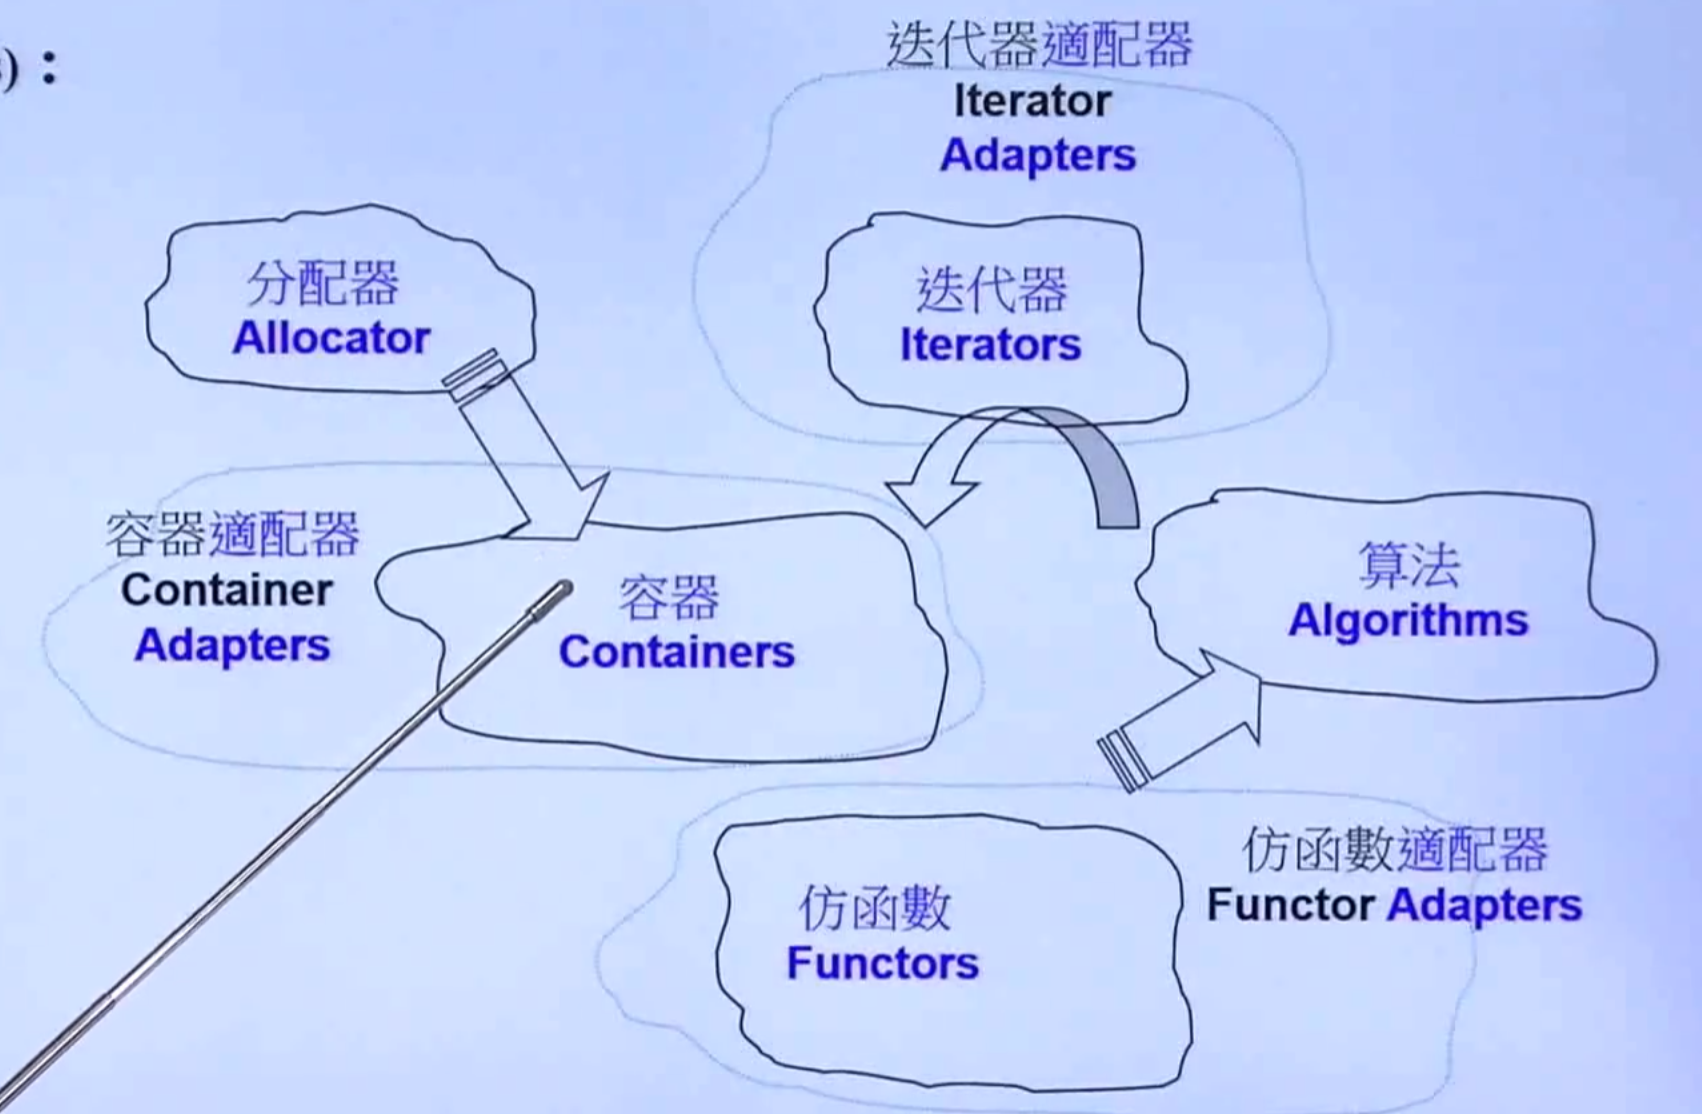 ：
迭代器適配器
Iterator
Adapters
分配器
Allocator
迭代器
Iterators
容器適配器
Container
Adapters
容器
Containers
算法
Algorithms
仿函數
Functors
仿函數適配器
Functor Adapters